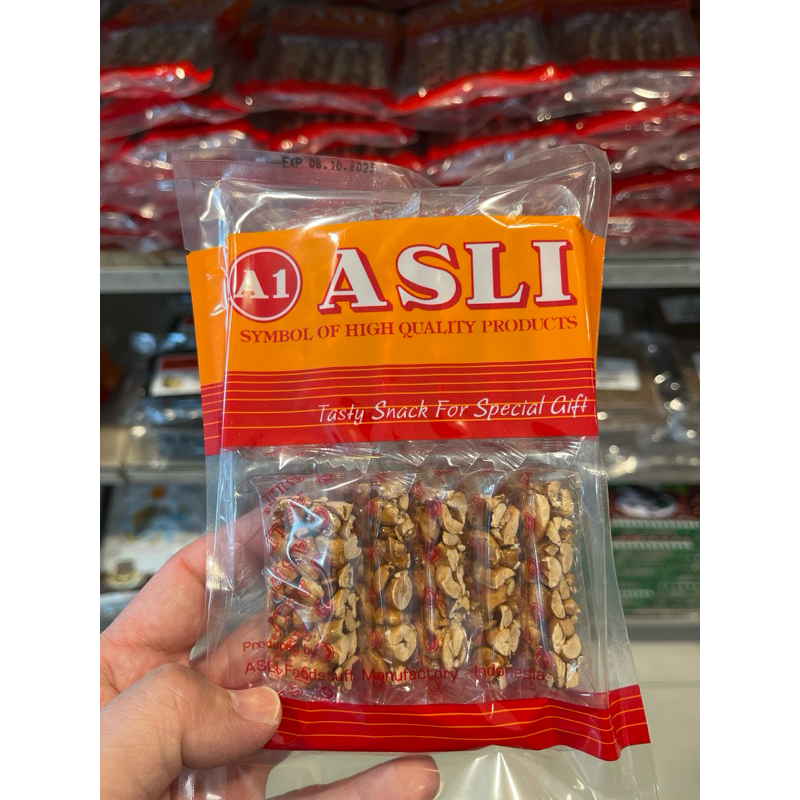 EXP 08.10.2023
A1 ASLI
SYMBOL OF HIGH QUALITY PRODUCTS
Tasty Snack For Special Gift
Produced by
ASLI Foodstuff Manufactory - Indonesia